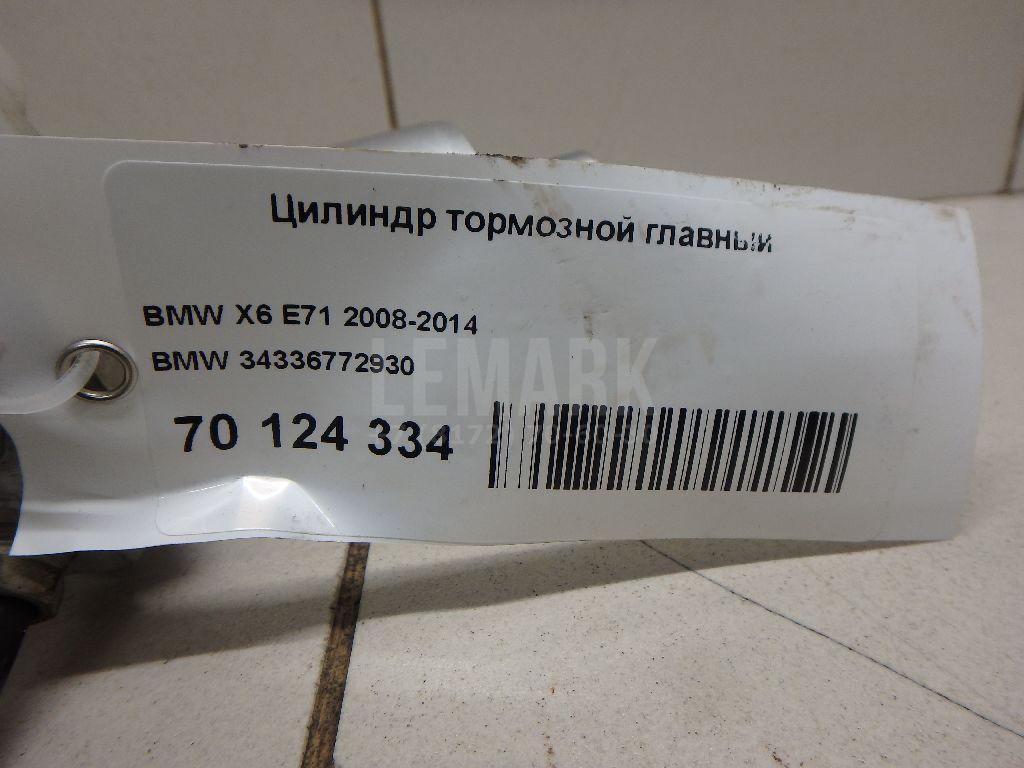 Цилиндр тормозной главный
BMW X6 E71 2008-2014
BMW 34336772930
LEMARK
70 124 334